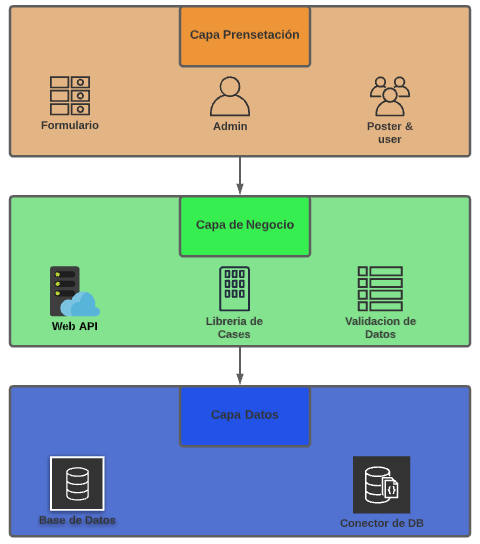 Capa Prensetación
Formulario
Admin
Poster &
user
Capa de Negocio
Web API
Libreria de
Cases
Validacion de
Datos
Capa Datos
Base de Datos
Conector de DB